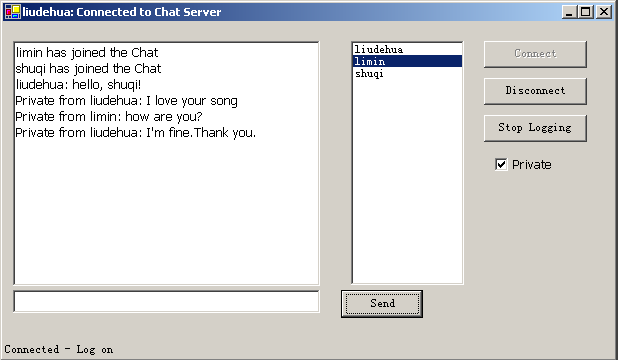 liudehua: Connected to Chat Server
limin has joined the Chat
shuqi has joined the Chat
liudehua: hello, shuqi!
Private from liudehua: I love your song
Private from limin: how are you?
Private from liudehua: I'm fine.Thank you.
liudehua
limin
shuqi
Connect
Disconnect
Stop Logging
Private
Send
Connected - Log on